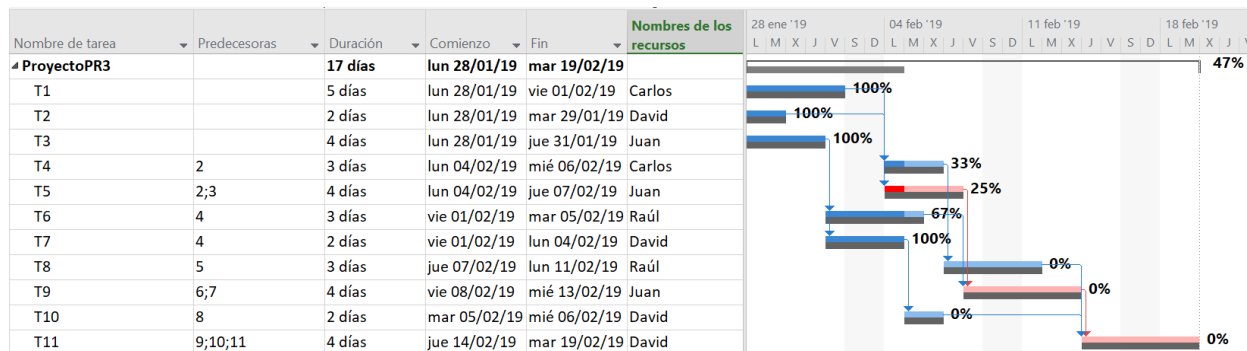 Nombre de tarea Predecesoras Duración Comienzo Fin Nombres de los recursos 28 ene '19 04 feb '19 11 feb '19 18 feb '19
L M X J V S D L M X J V S D L M X J V S D L M X J V
ProyectoPR3 17 días lun 28/01/19 mar 19/02/19 47%
T1 5 días lun 28/01/19 vie 01/02/19 Carlos 100%
T2 2 días lun 28/01/19 mar 29/01/19 David 100%
T3 4 días lun 28/01/19 jue 31/01/19 Juan 100%
T4 2 3 días lun 04/02/19 mié 06/02/19 Carlos 33%
T5 2;3 4 días lun 04/02/19 jue 07/02/19 Juan 25%
T6 4 3 días vie 01/02/19 mar 05/02/19 Raúl 67%
T7 4 2 días vie 01/02/19 lun 04/02/19 David 100%
T8 5 3 días jue 07/02/19 lun 11/02/19 Raúl 0%
T9 6;7 4 días vie 08/02/19 mié 13/02/19 Juan 0%
T10 8 2 días mar 05/02/19 mié 06/02/19 David 0%
T11 9;10;11 4 días jue 14/02/19 mar 19/02/19 David 0%